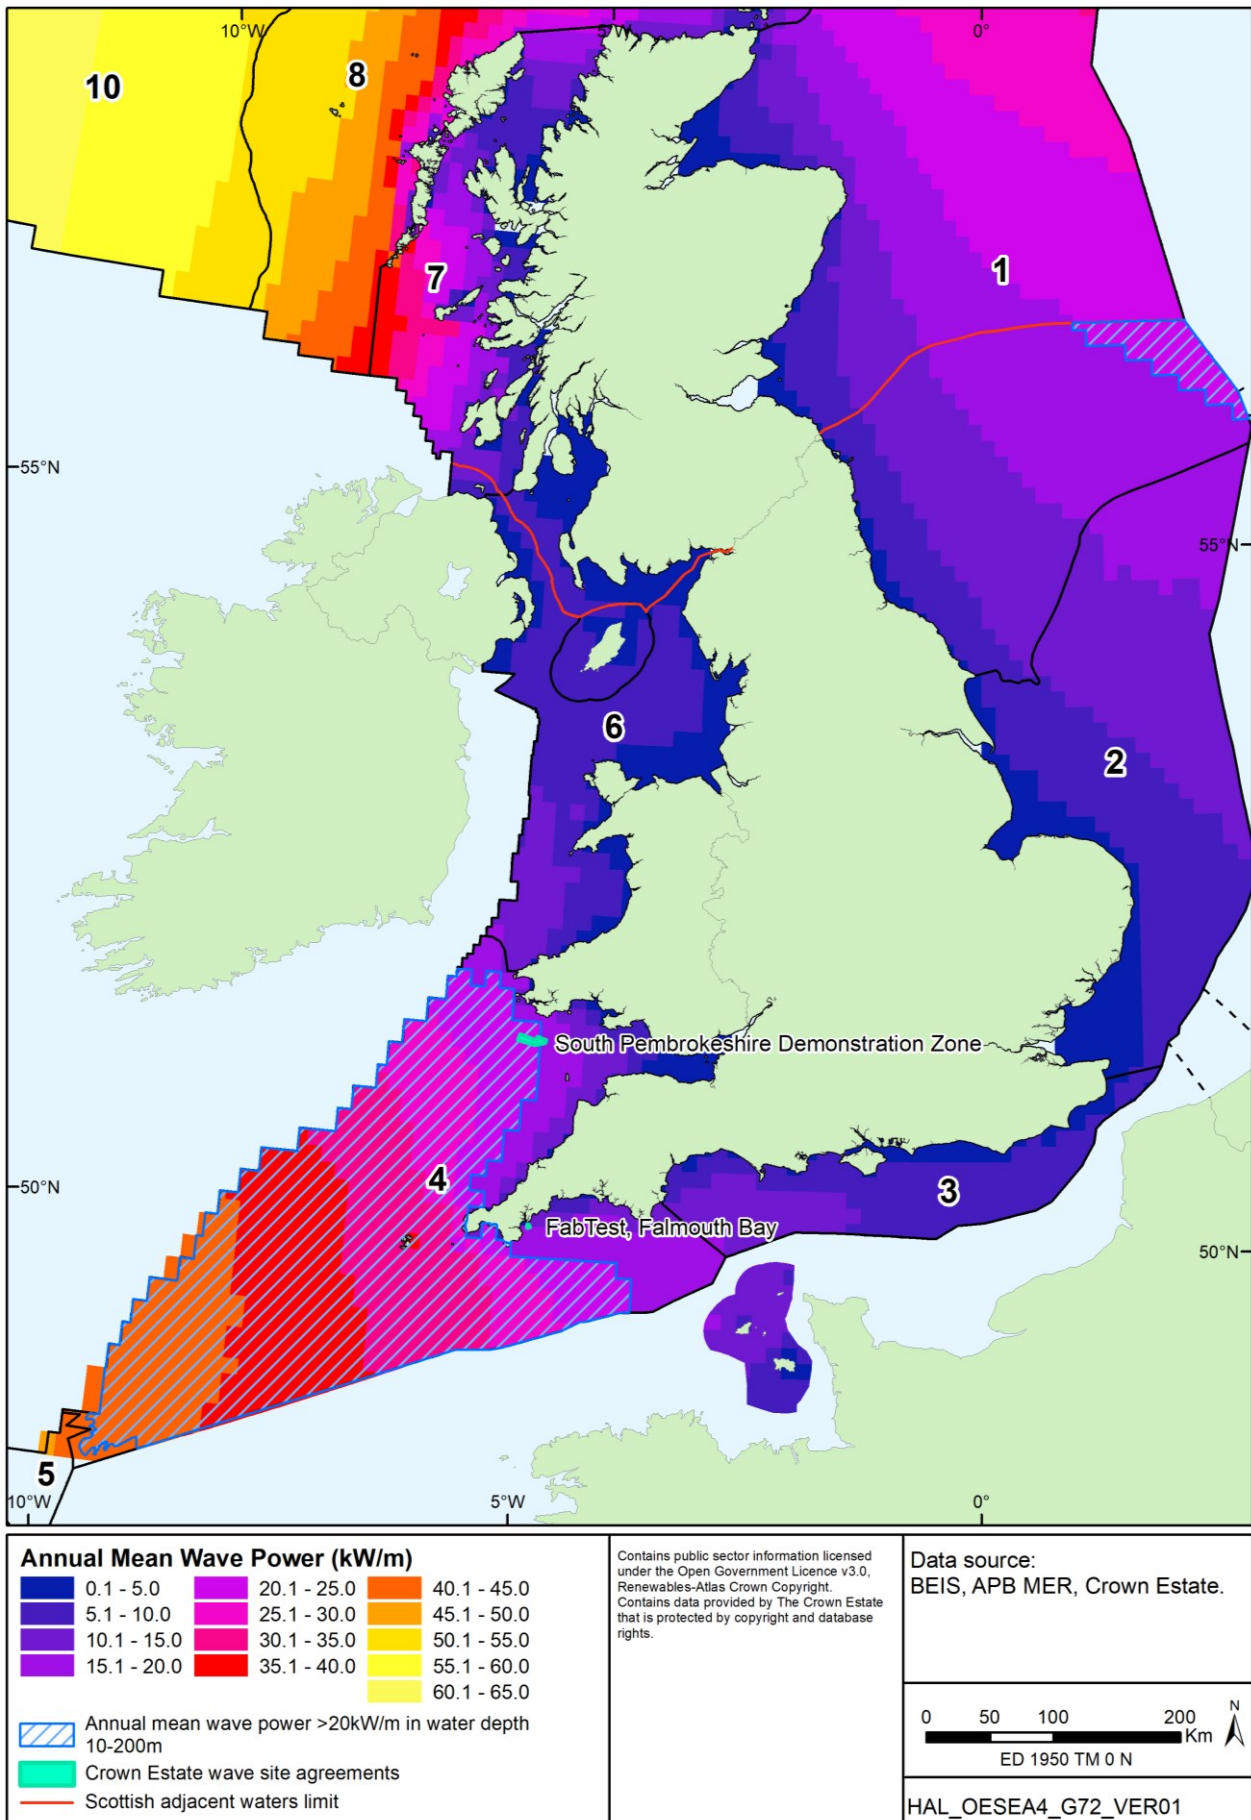 10°W
5°W
0°
10
8
7
1
55°N
55°N
6
2
South Pembrokeshire Demonstration Zone
4
50°N
3
FabTest, Falmouth Bay
50°N
5
10°W
5°W
0°
Annual Mean Wave Power (kW/m)
0.1 - 5.0
5.1 - 10.0
10.1 - 15.0
15.1 - 20.0
20.1 - 25.0
25.1 - 30.0
30.1 - 35.0
35.1 - 40.0
40.1 - 45.0
45.1 - 50.0
50.1 - 55.0
55.1 - 60.0
60.1 - 65.0
Annual mean wave power >20kW/m in water depth
10-200m
Crown Estate wave site agreements
Scottish adjacent waters limit
Contains public sector information licensed
under the Open Government Licence v3.0,
Renewables-Atlas Crown Copyright.
Contains data provided by The Crown Estate
that is protected by copyright and database
rights.
Data source:
BEIS, APB MER, Crown Estate.
0 50 100 200
Km
N
ED 1950 TM 0 N
HAL_OESEA4_G72_VER01